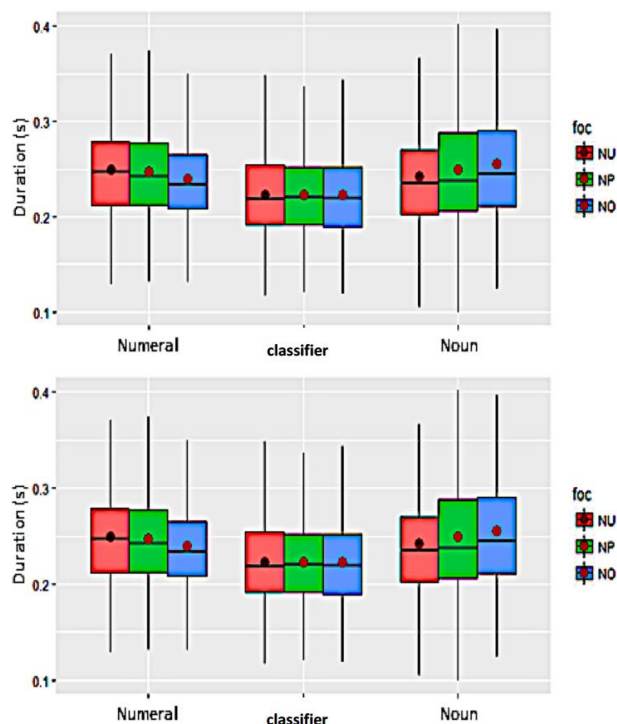 0.4
0.3
0.2
0.1
Duration (s)
Numeral classifier Noun
foc
NU
NP
NO
0.4
0.3
0.2
0.1
Duration (s)
Numeral classifier Noun
foc
NU
NP
NO